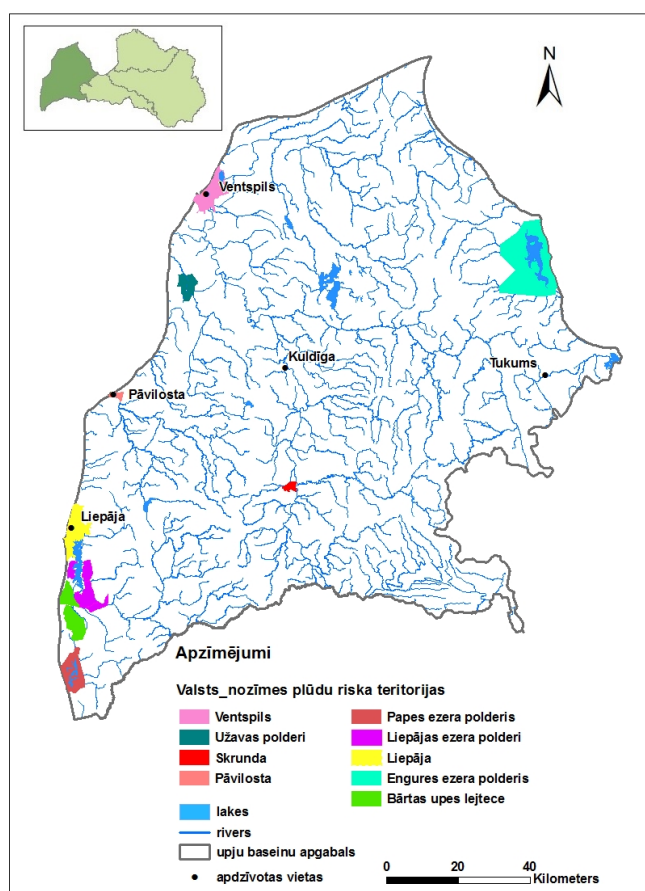 N
Ventspils
Kuldīga
Tukums
Pāvilosta
Liepāja
Apzīmējumi
Valsts_nozīmes plūdu riska teritorijas
Ventspils
Užavas polderi
Skrunda
Pāvilosta
Papes ezera polderis
Liepājas ezera polderi
Liepāja
Engures ezera polderis
Bārtas upes lejtece
lakes
rivers
upju baseinu apgabals
apdzīvotas vietas
0 20 40
Kilometers